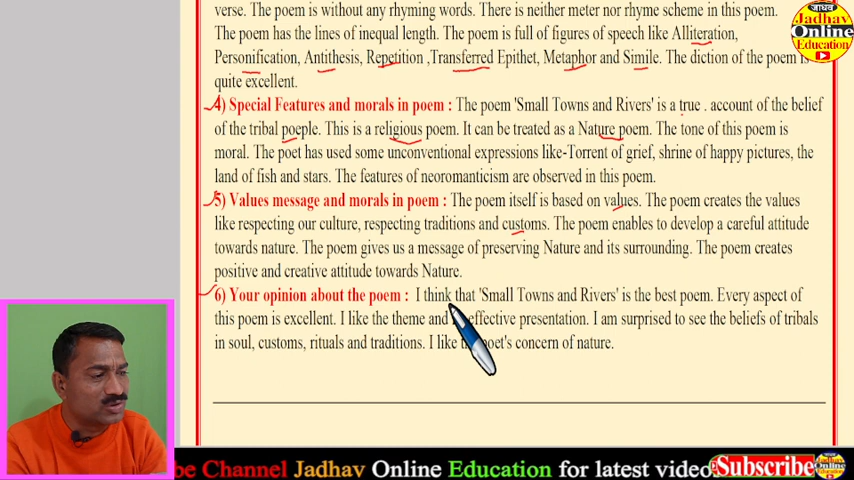 verse. The poem is without any rhyming words. There is neither meter nor rhyme scheme in this poem.
The poem has the lines of inequal length. The poem is full of figures of speech like Alliteration,
Personification, Antithesis, Repetition ,Transferred Epithet, Metaphor and Simile. The diction of the poem is
quite excellent.
4) Special Features and morals in poem : The poem 'Small Towns and Rivers' is a true . account of the belief
of the tribal poeple. This is a religious poem. It can be treated as a Nature poem. The tone of this poem is
moral. The poet has used some unconventional expressions like-Torrent of grief, shrine of happy pictures, the
land of fish and stars. The features of neoromanticism are observed in this poem.
5) Values message and morals in poem : The poem itself is based on values. The poem creates the values
like respecting our culture, respecting traditions and customs. The poem enables to develop a careful attitude
towards nature. The poem gives us a message of preserving Nature and its surrounding. The poem creates
positive and creative attitude towards Nature.
6) Your opinion about the poem : I think that 'Small Towns and Rivers' is the best poem. Every aspect of
this poem is excellent. I like the theme and effective presentation. I am surprised to see the beliefs of tribals
in soul, customs, rituals and traditions. I like poet's concern of nature.
जाधव
Jadhav
Online
Education
be Channel Jadhav Online Education for latest video
Subscribe
Jadhav
Online
Education